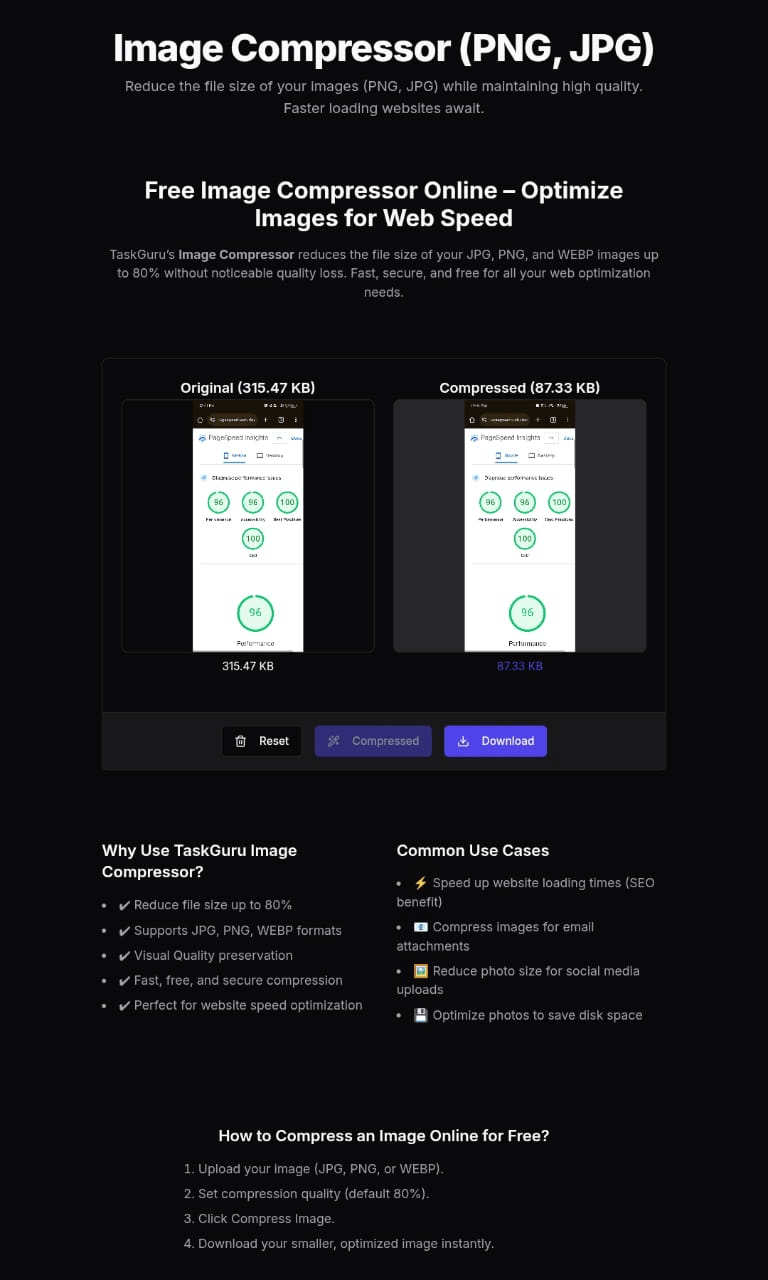 Image Compressor (PNG, JPG)
Reduce the file size of your images (PNG, JPG) while maintaining high quality.
Faster loading websites await.
Free Image Compressor Online – Optimize
Images for Web Speed
TaskGuru's Image Compressor reduces the file size of your JPG, PNG, and WEBP images up
to 80% without noticeable quality loss. Fast, secure, and free for all your web optimization
needs.
Original (315.47 KB)
PageSpeed Insights
Docs
Mobile Desktop
Diagnose performance issues
96 96 100
Performance Accessibility Best Practices
100
SEO
96
Performance
315.47 KB
Compressed (87.33 KB)
PageSpeed Insights
Docs
Mobile Desktop
Diagnose performance issues
96 96 100
Performance Accessibility Best Practices
100
SEO
96
Performance
87.33 KB
Reset
Compressed
Download
Why Use TaskGuru Image
Compressor?
• ✔ Reduce file size up to 80%
• ✔ Supports JPG, PNG, WEBP formats
• ✔ Visual Quality preservation
• ✔ Fast, free, and secure compression
• ✔ Perfect for website speed optimization
Common Use Cases
• ⚡ Speed up website loading times (SEO
benefit)
• 📧 Compress images for email
attachments
• 🖼️ Reduce photo size for social media
uploads
• 💾 Optimize photos to save disk space
How to Compress an Image Online for Free?
1. Upload your image (JPG, PNG, or WEBP).
2. Set compression quality (default 80%).
3. Click Compress Image.
4. Download your smaller, optimized image instantly.